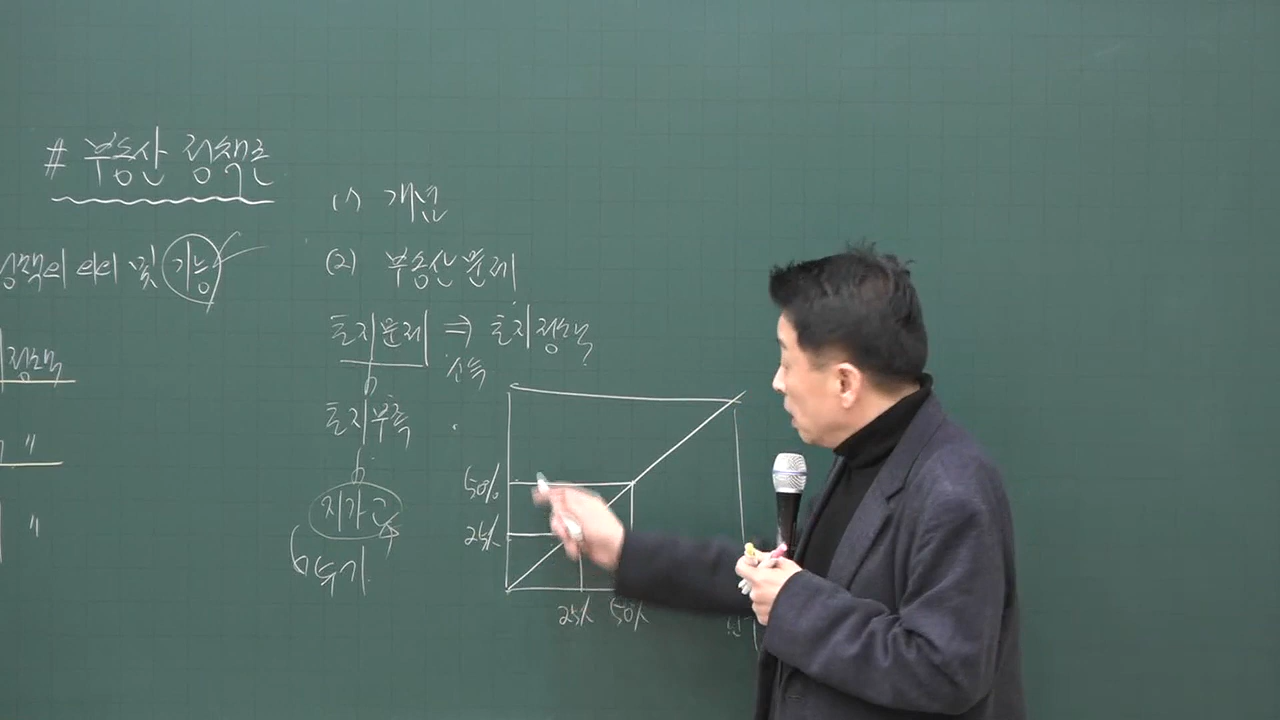 # 부동산 정책론
정책의 의의 및 기능
정책
"
"
(1) 개념
(2) 부동산문제
토지문제 ⇒ 토지정책
소득
토지부족
지가고
투기
50%
25%
25% 50%